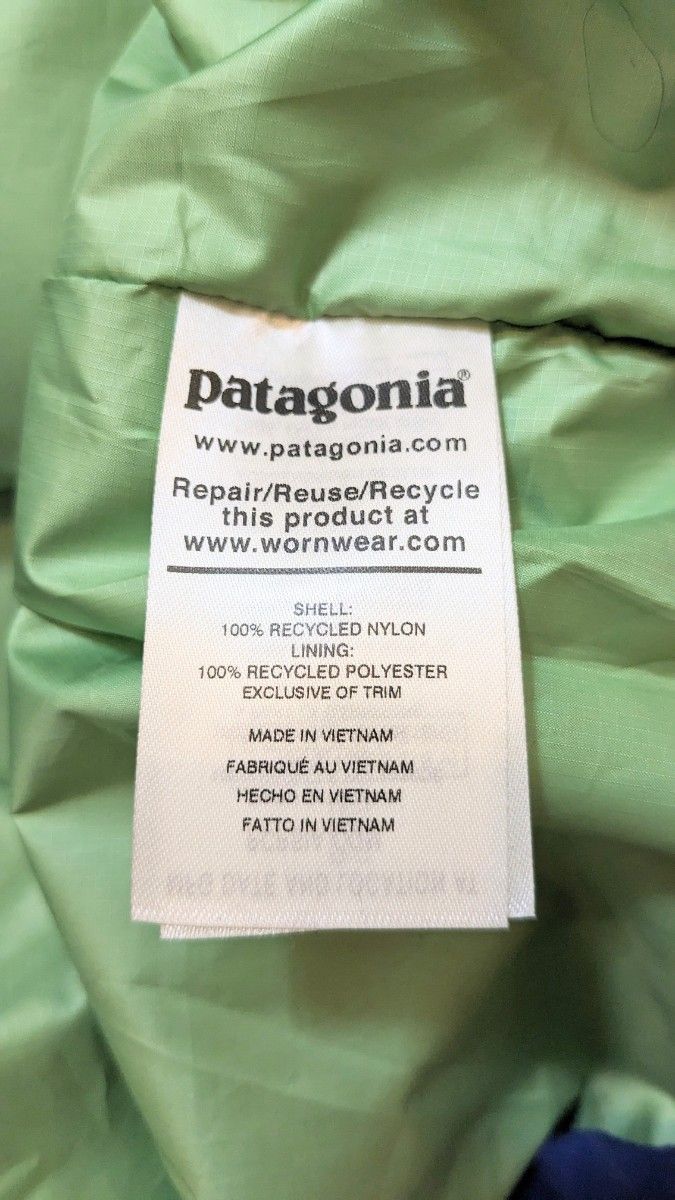 patagonia®
www.patagonia.com
Repair/Reuse/Recycle
this product at
www.wornwear.com
SHELL:
100% RECYCLED NYLON
LINING:
100% RECYCLED POLYESTER
EXCLUSIVE OF TRIM
MADE IN VIETNAM
FABRIQUÉ AU VIETNAM
HECHO EN VIETNAM
FATTO IN VIETNAM